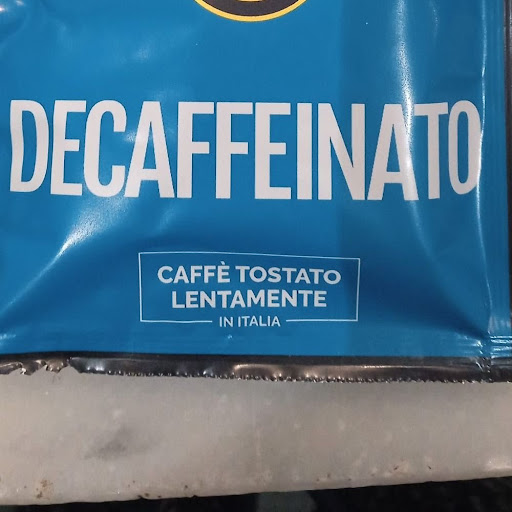 DECAFFEINATO
CAFFÈ TOSTATO
LENTAMENTE
IN ITALIA